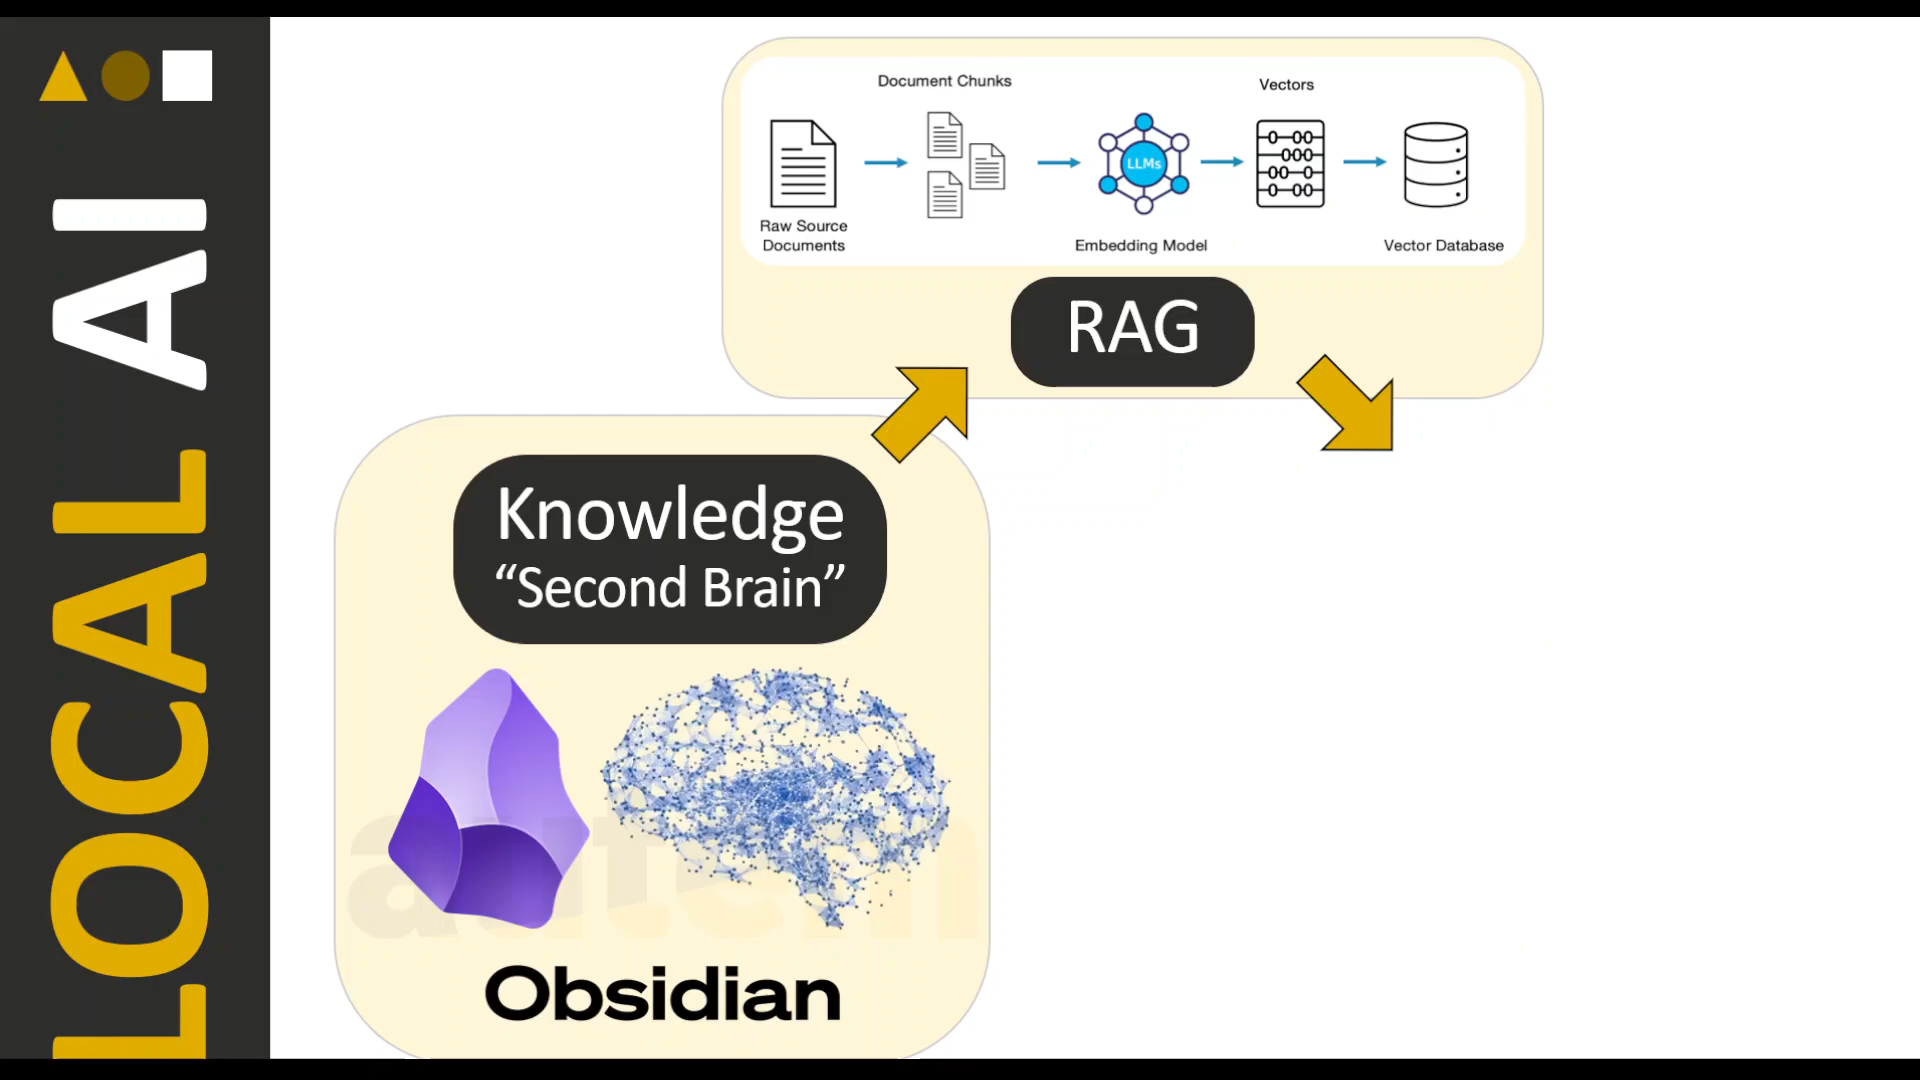 LOCAL AI
Document Chunks
Vectors
LLMs
Raw Source
Documents
Embedding Model
Vector Database
RAG
Knowledge
“Second Brain”
Obsidian